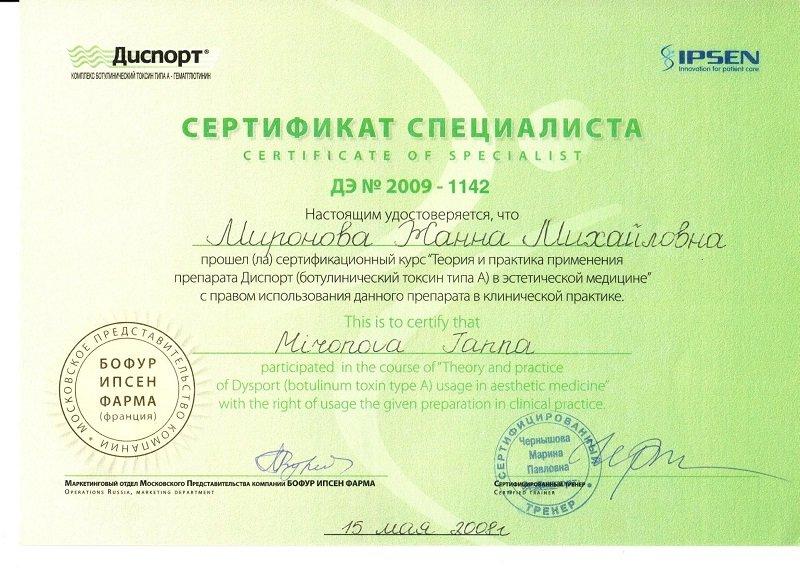 Диспорт®
КОМПЛЕКС БОТУЛИНИЧЕСКИЙ ТОКСИН ТИПА А - ГЕМАГГЛЮТИНИН
IPSEN
Innovation for patient care
СЕРТИФИКАТ СПЕЦИАЛИСТА
CERTIFICATE OF SPECIALIST
ДЭ № 2009 - 1142
Настоящим удостоверяется, что
Миронова Жанна Михайловна
прошел (ла) сертификационный курс "Теория и практика применения
препарата Диспорт (ботулинический токсин типа А) в эстетической медицине"
с правом использования данного препарата в клинической практике.
This is to certify that
Mironova Janna
participated in the course of "Theory and practice
of Dysport (botulinum toxin type A) usage in aesthetic medicine"
with the right of usage the given preparation in clinical practice.
МОСКОВСКОЕ ПРЕДСТАВИТЕЛЬСТВО КОМПАНИИ
БОФУР
ИПСЕН
ФАРМА
(франция)
СЕРТИФИЦИРОВАННЫЙ
Чернышова
Марина
Павловна
ТРЕНЕР
Маркетинговый отдел Московского Представительства компании БОФУР ИПСЕН ФАРМА
Operations Russia, marketing department
Сертифицированный тренер
Certified trainer
15 мая 2008г